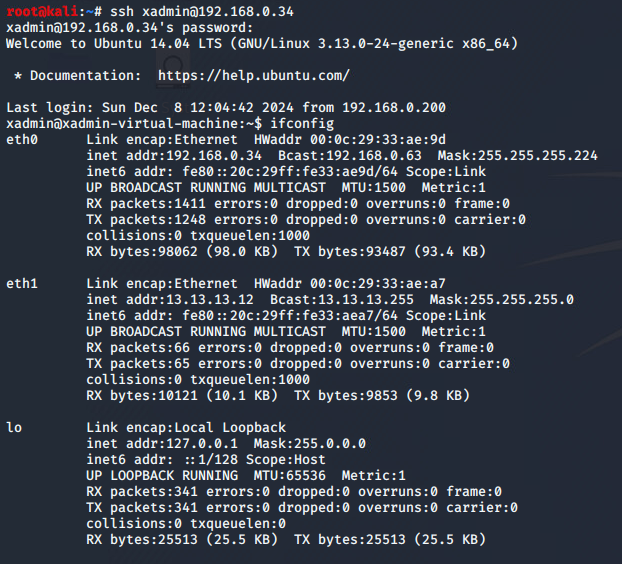 root@kali:~# ssh xadmin@192.168.0.34
xadmin@192.168.0.34's password:
Welcome to Ubuntu 14.04 LTS (GNU/Linux 3.13.0-24-generic x86_64)
* Documentation:  https://help.ubuntu.com/
Last login: Sun Dec  8 12:04:42 2024 from 192.168.0.200
xadmin@xadmin-virtual-machine:~$ ifconfig
eth0      Link encap:Ethernet  HWaddr 00:0c:29:33:ae:9d
inet addr:192.168.0.34  Bcast:192.168.0.63  Mask:255.255.255.224
inet6 addr: fe80::20c:29ff:fe33:ae9d/64 Scope:Link
UP BROADCAST RUNNING MULTICAST  MTU:1500  Metric:1
RX packets:1411 errors:0 dropped:0 overruns:0 frame:0
TX packets:1248 errors:0 dropped:0 overruns:0 carrier:0
collisions:0 txqueuelen:1000
RX bytes:98062 (98.0 KB)  TX bytes:93487 (93.4 KB)
eth1      Link encap:Ethernet  HWaddr 00:0c:29:33:ae:a7
inet addr:13.13.13.12  Bcast:13.13.13.255  Mask:255.255.255.0
inet6 addr: fe80::20c:29ff:fe33:aea7/64 Scope:Link
UP BROADCAST RUNNING MULTICAST  MTU:1500  Metric:1
RX packets:66 errors:0 dropped:0 overruns:0 frame:0
TX packets:65 errors:0 dropped:0 overruns:0 carrier:0
collisions:0 txqueuelen:1000
RX bytes:10121 (10.1 KB)  TX bytes:9853 (9.8 KB)
lo        Link encap:Local Loopback
inet addr:127.0.0.1  Mask:255.0.0.0
inet6 addr: ::1/128 Scope:Host
UP LOOPBACK RUNNING  MTU:65536  Metric:1
RX packets:341 errors:0 dropped:0 overruns:0 frame:0
TX packets:341 errors:0 dropped:0 overruns:0 carrier:0
collisions:0 txqueuelen:0
RX bytes:25513 (25.5 KB)  TX bytes:25513 (25.5 KB)